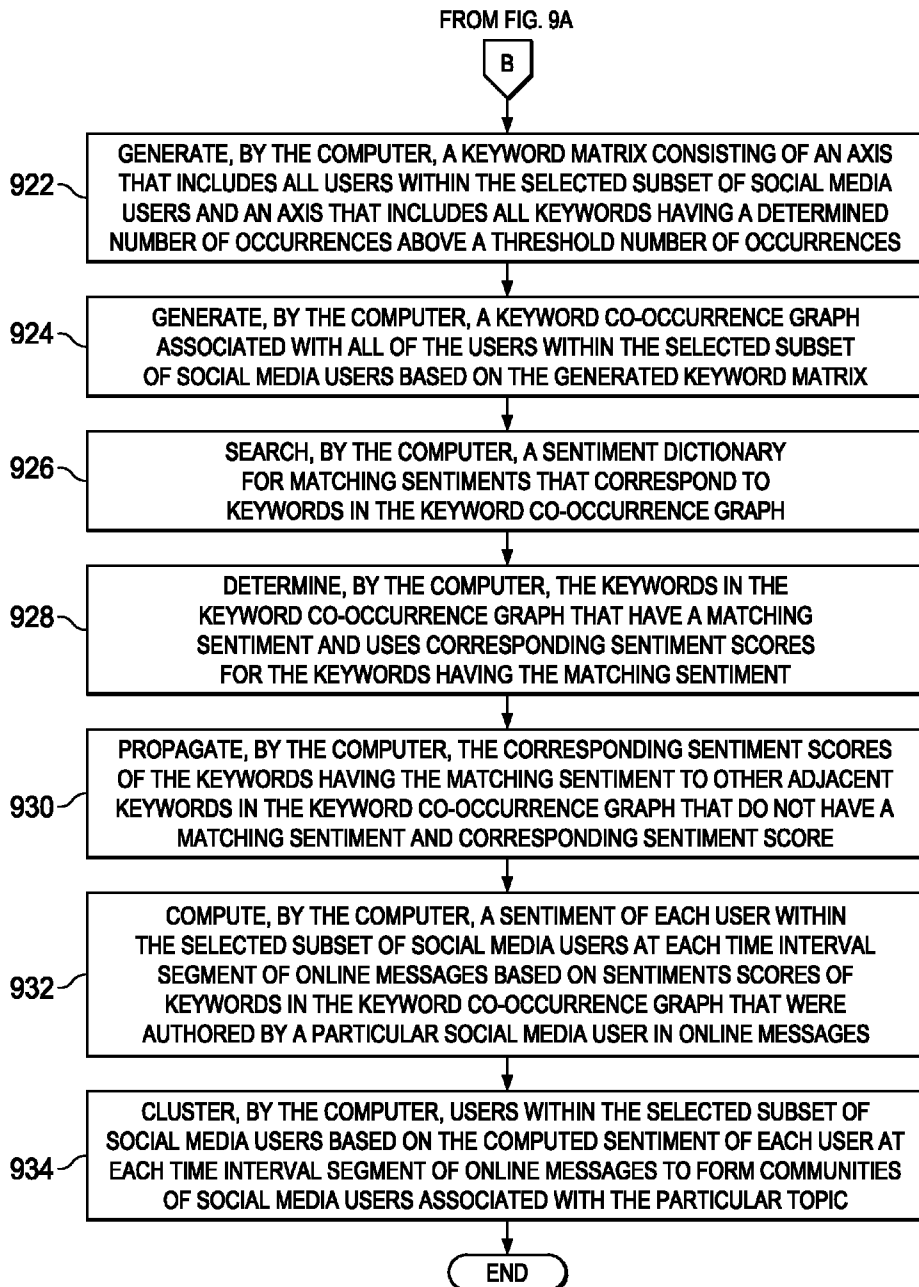 FROM FIG. 9A
B
922
GENERATE, BY THE COMPUTER, A KEYWORD MATRIX CONSISTING OF AN AXIS
THAT INCLUDES ALL USERS WITHIN THE SELECTED SUBSET OF SOCIAL MEDIA
USERS AND AN AXIS THAT INCLUDES ALL KEYWORDS HAVING A DETERMINED
NUMBER OF OCCURRENCES ABOVE A THRESHOLD NUMBER OF OCCURRENCES
924
GENERATE, BY THE COMPUTER, A KEYWORD CO-OCCURRENCE GRAPH
ASSOCIATED WITH ALL OF THE USERS WITHIN THE SELECTED SUBSET
OF SOCIAL MEDIA USERS BASED ON THE GENERATED KEYWORD MATRIX
926
SEARCH, BY THE COMPUTER, A SENTIMENT DICTIONARY
FOR MATCHING SENTIMENTS THAT CORRESPOND TO
KEYWORDS IN THE KEYWORD CO-OCCURRENCE GRAPH
928
DETERMINE, BY THE COMPUTER, THE KEYWORDS IN THE
KEYWORD CO-OCCURRENCE GRAPH THAT HAVE A MATCHING
SENTIMENT AND USES CORRESPONDING SENTIMENT SCORES
FOR THE KEYWORDS HAVING THE MATCHING SENTIMENT
930
PROPAGATE, BY THE COMPUTER, THE CORRESPONDING SENTIMENT SCORES
OF THE KEYWORDS HAVING THE MATCHING SENTIMENT TO OTHER ADJACENT
KEYWORDS IN THE KEYWORD CO-OCCURRENCE GRAPH THAT DO NOT HAVE A
MATCHING SENTIMENT AND CORRESPONDING SENTIMENT SCORE
932
COMPUTE, BY THE COMPUTER, A SENTIMENT OF EACH USER WITHIN
THE SELECTED SUBSET OF SOCIAL MEDIA USERS AT EACH TIME INTERVAL
SEGMENT OF ONLINE MESSAGES BASED ON SENTIMENTS SCORES OF
KEYWORDS IN THE KEYWORD CO-OCCURRENCE GRAPH THAT WERE
AUTHORED BY A PARTICULAR SOCIAL MEDIA USER IN ONLINE MESSAGES
934
CLUSTER, BY THE COMPUTER, USERS WITHIN THE SELECTED SUBSET OF
SOCIAL MEDIA USERS BASED ON THE COMPUTED SENTIMENT OF EACH USER AT
EACH TIME INTERVAL SEGMENT OF ONLINE MESSAGES TO FORM COMMUNITIES
OF SOCIAL MEDIA USERS ASSOCIATED WITH THE PARTICULAR TOPIC
END